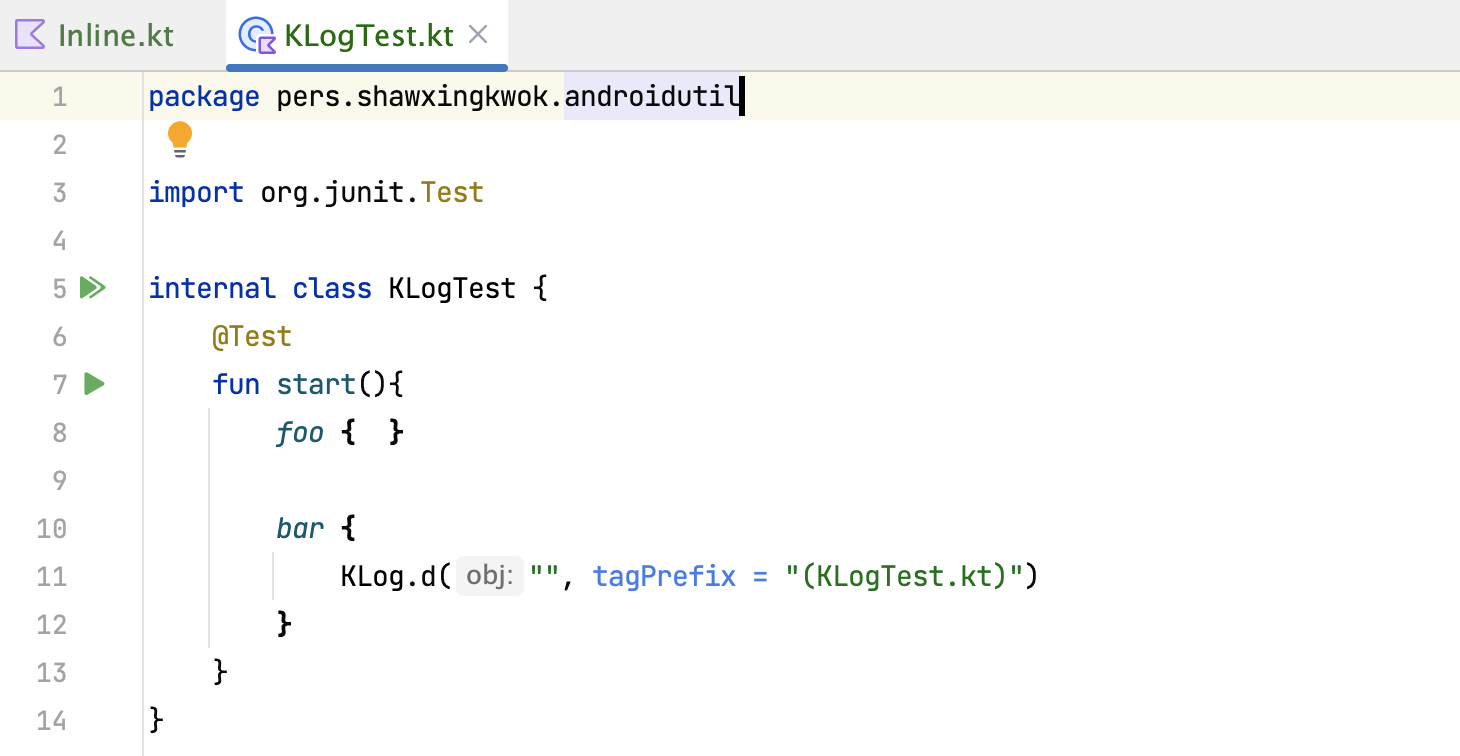 Inline.kt KLogTest.kt
1 package pers.shawxingkwok.androidutil
2
3 import org.junit.Test
4
5 internal class KLogTest {
6     @Test
7     fun start(){
8         foo {  }
9
10         bar {
11             KLog.d( obj: "", tagPrefix = "(KLogTest.kt)")
12         }
13     }
14 }